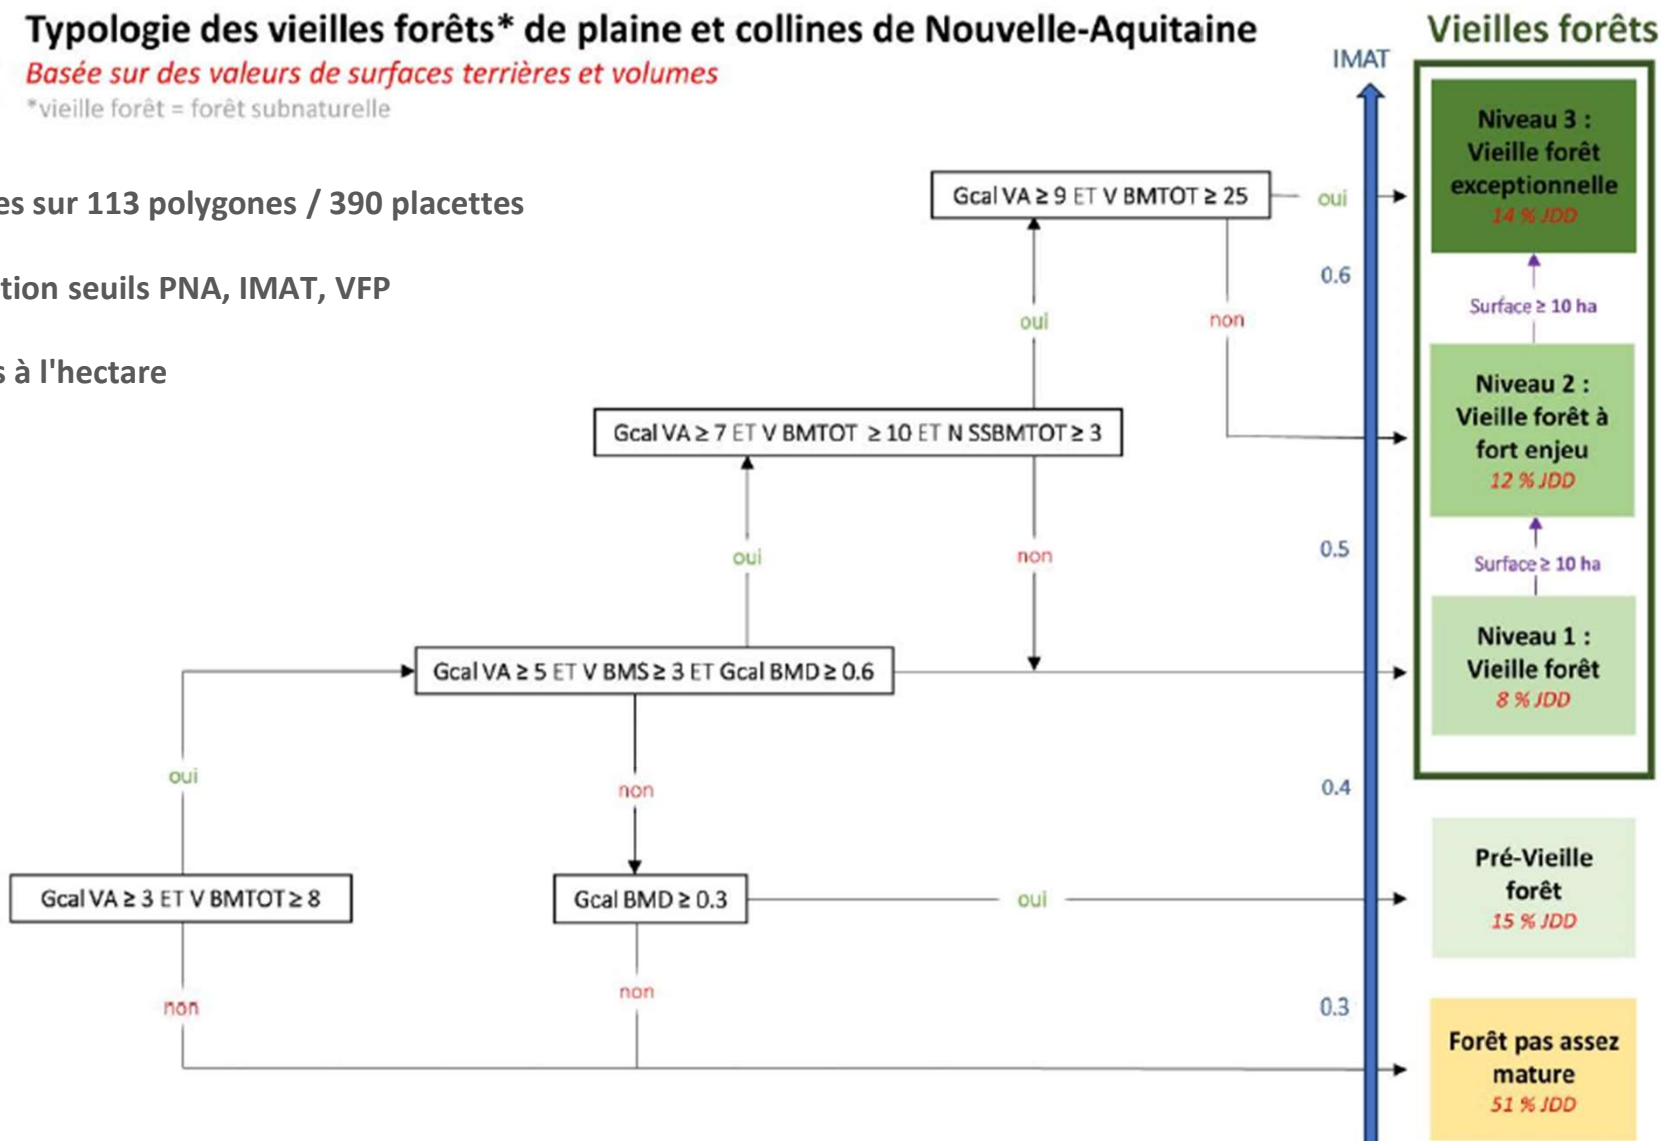 Typologie des vieilles forêts* de plaine et collines de Nouvelle-Aquitaine
Basée sur des valeurs de surfaces terrières et volumes
*vieille forêt = forêt subnaturelle
es sur 113 polygones / 390 placettes
tion seuils PNA, IMAT, VFP
s à l'hectare
IMAT
Vieilles forêts
Niveau 3 :
Vieille forêt
exceptionnelle
14 % JDD
Gcal VA ≥ 9 ET V BMTOT ≥ 25
oui
0.6
Surface ≥ 10 ha
oui
non
Niveau 2 :
Vieille forêt à
fort enjeu
12 % JDD
Gcal VA ≥ 7 ET V BMTOT ≥ 10 ET N SSBMTOT ≥ 3
0.5
Surface ≥ 10 ha
oui
non
Niveau 1 :
Vieille forêt
8 % JDD
Gcal VA ≥ 5 ET V BMS ≥ 3 ET Gcal BMD ≥ 0.6
oui
non
0.4
Pré-Vieille
forêt
15 % JDD
Gcal VA ≥ 3 ET V BMTOT ≥ 8
Gcal BMD ≥ 0.3
oui
non
non
0.3
Forêt pas assez
mature
51 % JDD